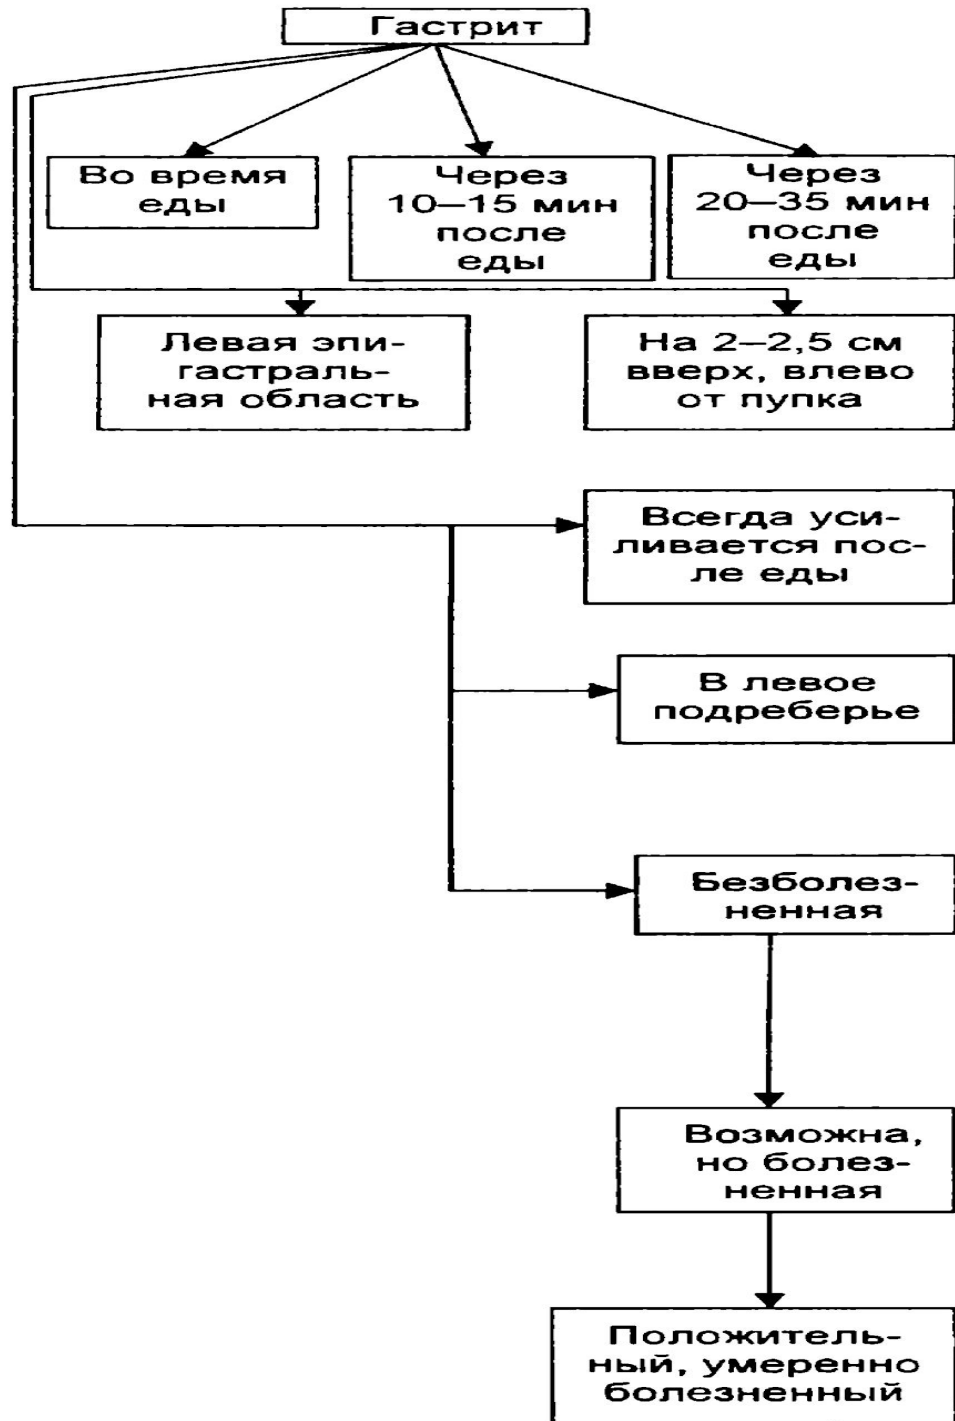 Гастрит
Во время
еды
Через
10–15 мин
после
еды
Через
20–35 мин
после
еды
Левая эпи-
гастраль-
ная область
На 2–2,5 см
вверх, влево
от пупка
Всегда уси-
ливается пос-
ле еды
В левое
подреберье
Безболез-
ненная
Возможна,
но болез-
ненная
Положитель-
ный, умеренно
болезненный